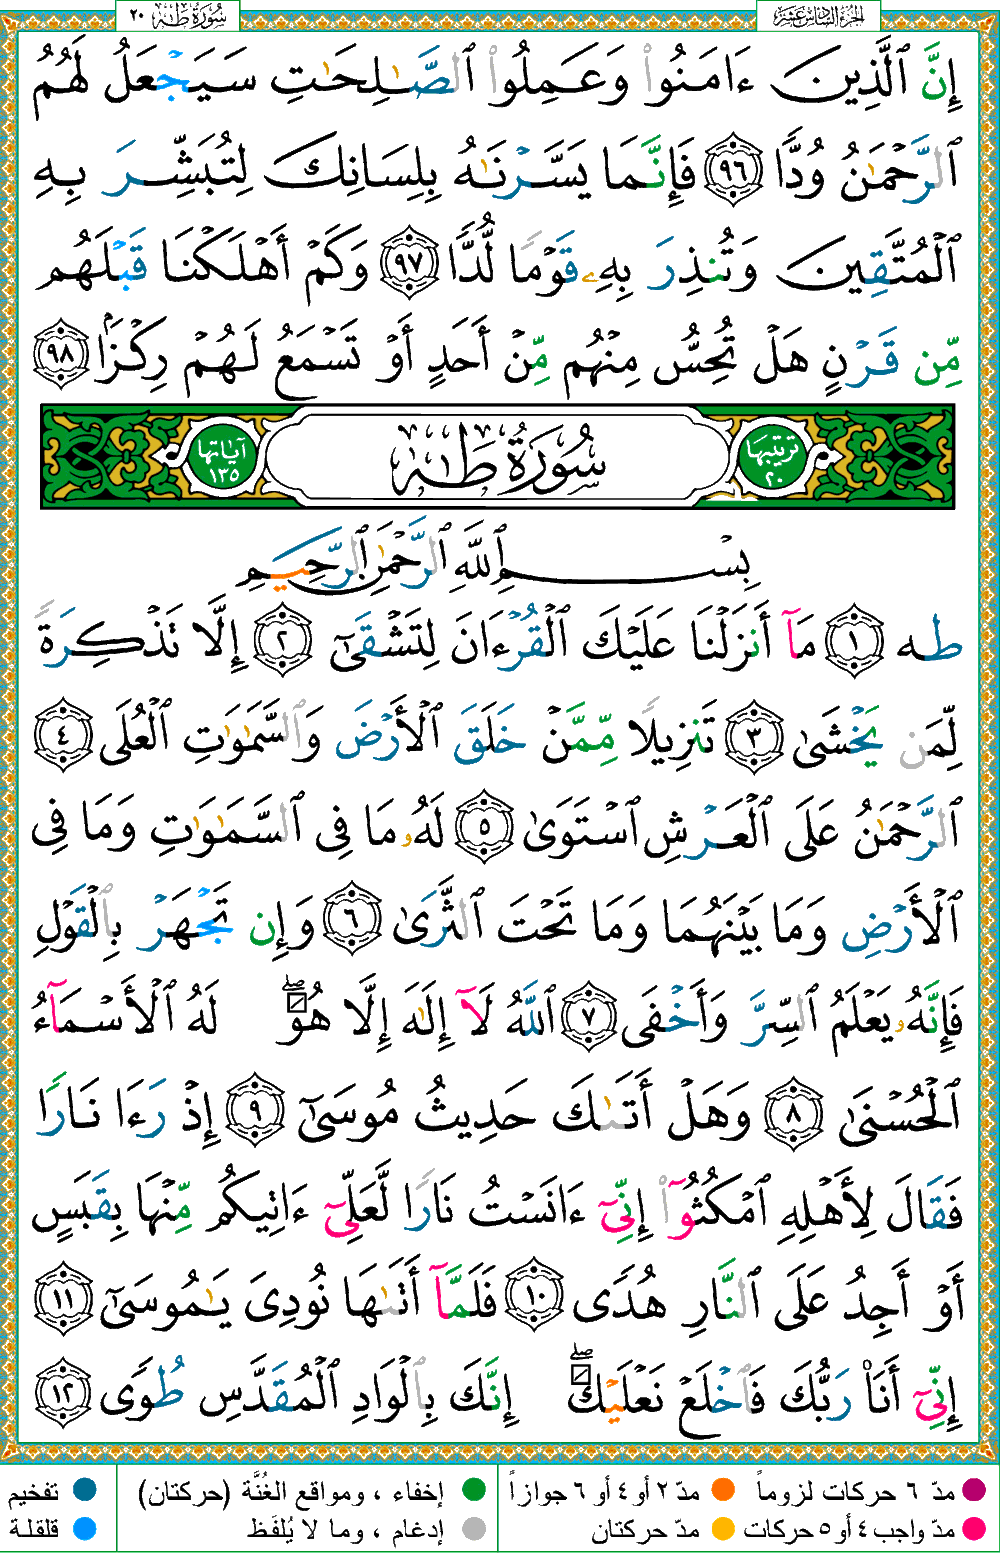 الجزء السادس عشر
سورة طه ٢٠
إِنَّ ٱلَّذِينَ ءَامَنُوا۟ وَعَمِلُوا۟ ٱلصَّـٰلِحَـٰتِ سَيَجْعَلُ لَهُمُ
ٱلرَّحْمَـٰنُ وُدًّا ٩٦ فَإِنَّمَا يَسَّرْنَـٰهُ بِلِسَانِكَ لِتُبَشِّرَ بِهِ
ٱلْمُتَّقِينَ وَتُنذِرَ بِهِۦ قَوْمًا لُّدًّا ٩٧ وَكَمْ أَهْلَكْنَا قَبْلَهُم
مِّن قَرْنٍ هَلْ تُحِسُّ مِنْهُم مِّنْ أَحَدٍ أَوْ تَسْمَعُ لَهُمْ رِكْزًۢا ٩٨
ترتيبها ٢٠
سُورَةُ طٰهٰ
آياتها ١٣٥
بِسْمِ ٱللَّهِ ٱلرَّحْمَـٰنِ ٱلرَّحِيمِ
طه ١ مَآ أَنزَلْنَا عَلَيْكَ ٱلْقُرْءَانَ لِتَشْقَىٰٓ ٢ إِلَّا تَذْكِرَةً
لِّمَن يَخْشَىٰ ٣ تَنزِيلًا مِّمَّنْ خَلَقَ ٱلْأَرْضَ وَٱلسَّمَـٰوَٰتِ ٱلْعُلَى ٤
ٱلرَّحْمَـٰنُ عَلَى ٱلْعَرْشِ ٱسْتَوَىٰ ٥ لَهُۥ مَا فِى ٱلسَّمَـٰوَٰتِ وَمَا فِى
ٱلْأَرْضِ وَمَا بَيْنَهُمَا وَمَا تَحْتَ ٱلثَّرَىٰ ٦ وَإِن تَجْهَرْ بِٱلْقَوْلِ
فَإِنَّهُۥ يَعْلَمُ ٱلسِّرَّ وَأَخْفَى ٧ ٱللَّهُ لَآ إِلَـٰهَ إِلَّا هُوَ ۖ لَهُ ٱلْأَسْمَآءُ
ٱلْحُسْنَىٰ ٨ وَهَلْ أَتَىٰكَ حَدِيثُ مُوسَىٰٓ ٩ إِذْ رَءَا نَارًا
فَقَالَ لِأَهْلِهِ ٱمْكُثُوٓا۟ إِنِّىٓ ءَانَسْتُ نَارًا لَّعَلِّىٓ ءَاتِيكُم مِّنْهَا بِقَبَسٍ
أَوْ أَجِدُ عَلَى ٱلنَّارِ هُدًى ١٠ فَلَمَّآ أَتَىٰهَا نُودِىَ يَـٰمُوسَىٰٓ ١١
إِنِّىٓ أَنَا۠ رَبُّكَ فَٱخْلَعْ نَعْلَيْكَ ۖ إِنَّكَ بِٱلْوَادِ ٱلْمُقَدَّسِ طُوًى ١٢
مدّ ٦ حركات لزوماً
مدّ ٢ أو ٤ أو ٦ جوازاً
إخفاء ، ومواقع الغُنَّة (حركتان)
تفخيم
مدّ واجب ٤ أو ٥ حركات
مدّ حركتان
إدغام ، وما لا يُلفَظ
قلقلة